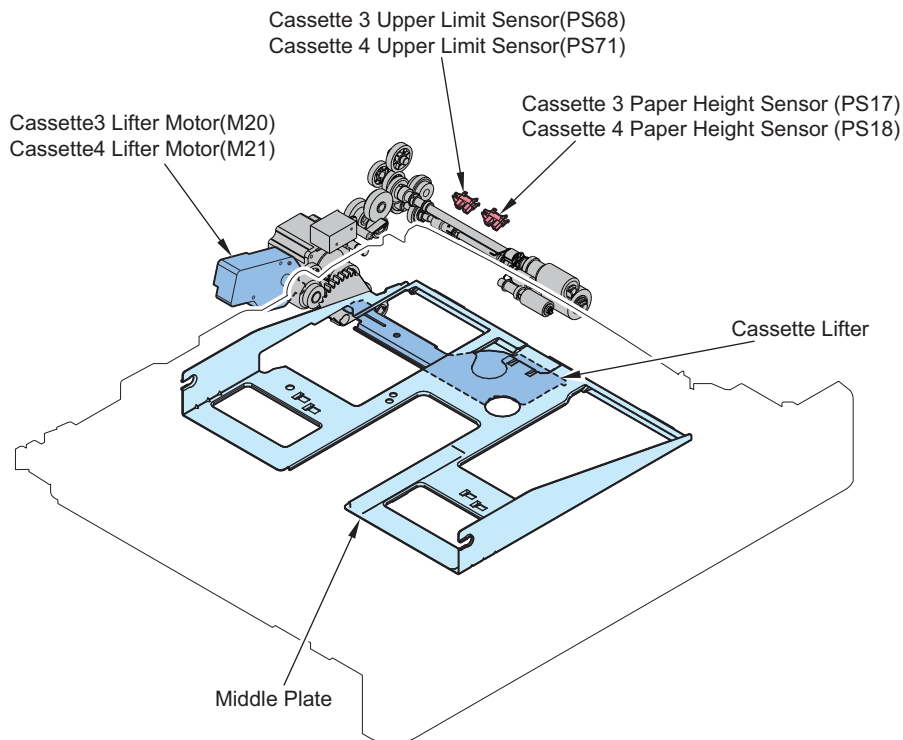 Cassette 3 Upper Limit Sensor(PS68)
Cassette 4 Upper Limit Sensor(PS71)
Cassette 3 Paper Height Sensor (PS17)
Cassette 4 Paper Height Sensor (PS18)
Cassette3 Lifter Motor(M20)
Cassette4 Lifter Motor(M21)
Cassette Lifter
Middle Plate